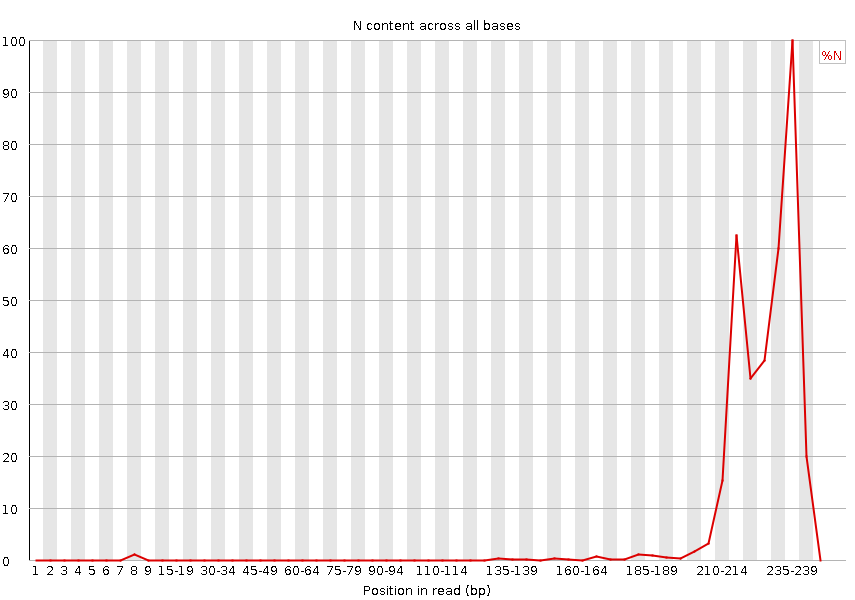 N content across all bases
100
%N
90
80
70
60
50
40
30
20
10
0
1 2 3 4 5 6 7 8 9 15-19 30-34 45-49 60-64 75-79 90-94 110-114 135-139 160-164 185-189 210-214 235-239
Position in read (bp)